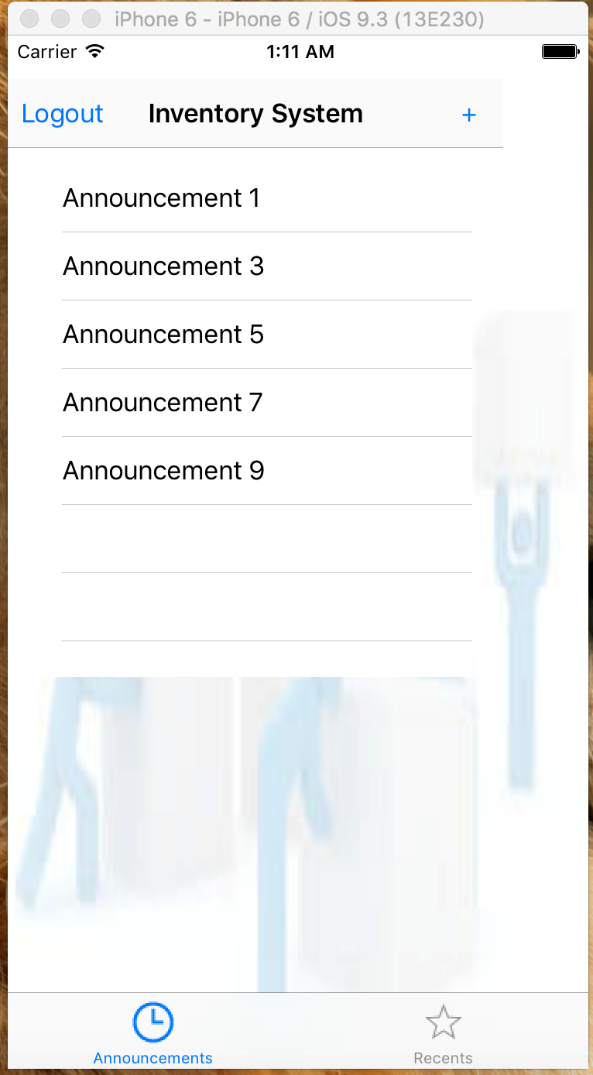 iPhone 6 - iPhone 6 / iOS 9.3 (13E230)
Carrier 1:11 AM
Logout Inventory System +
Announcement 1
Announcement 3
Announcement 5
Announcement 7
Announcement 9
Announcements Recents